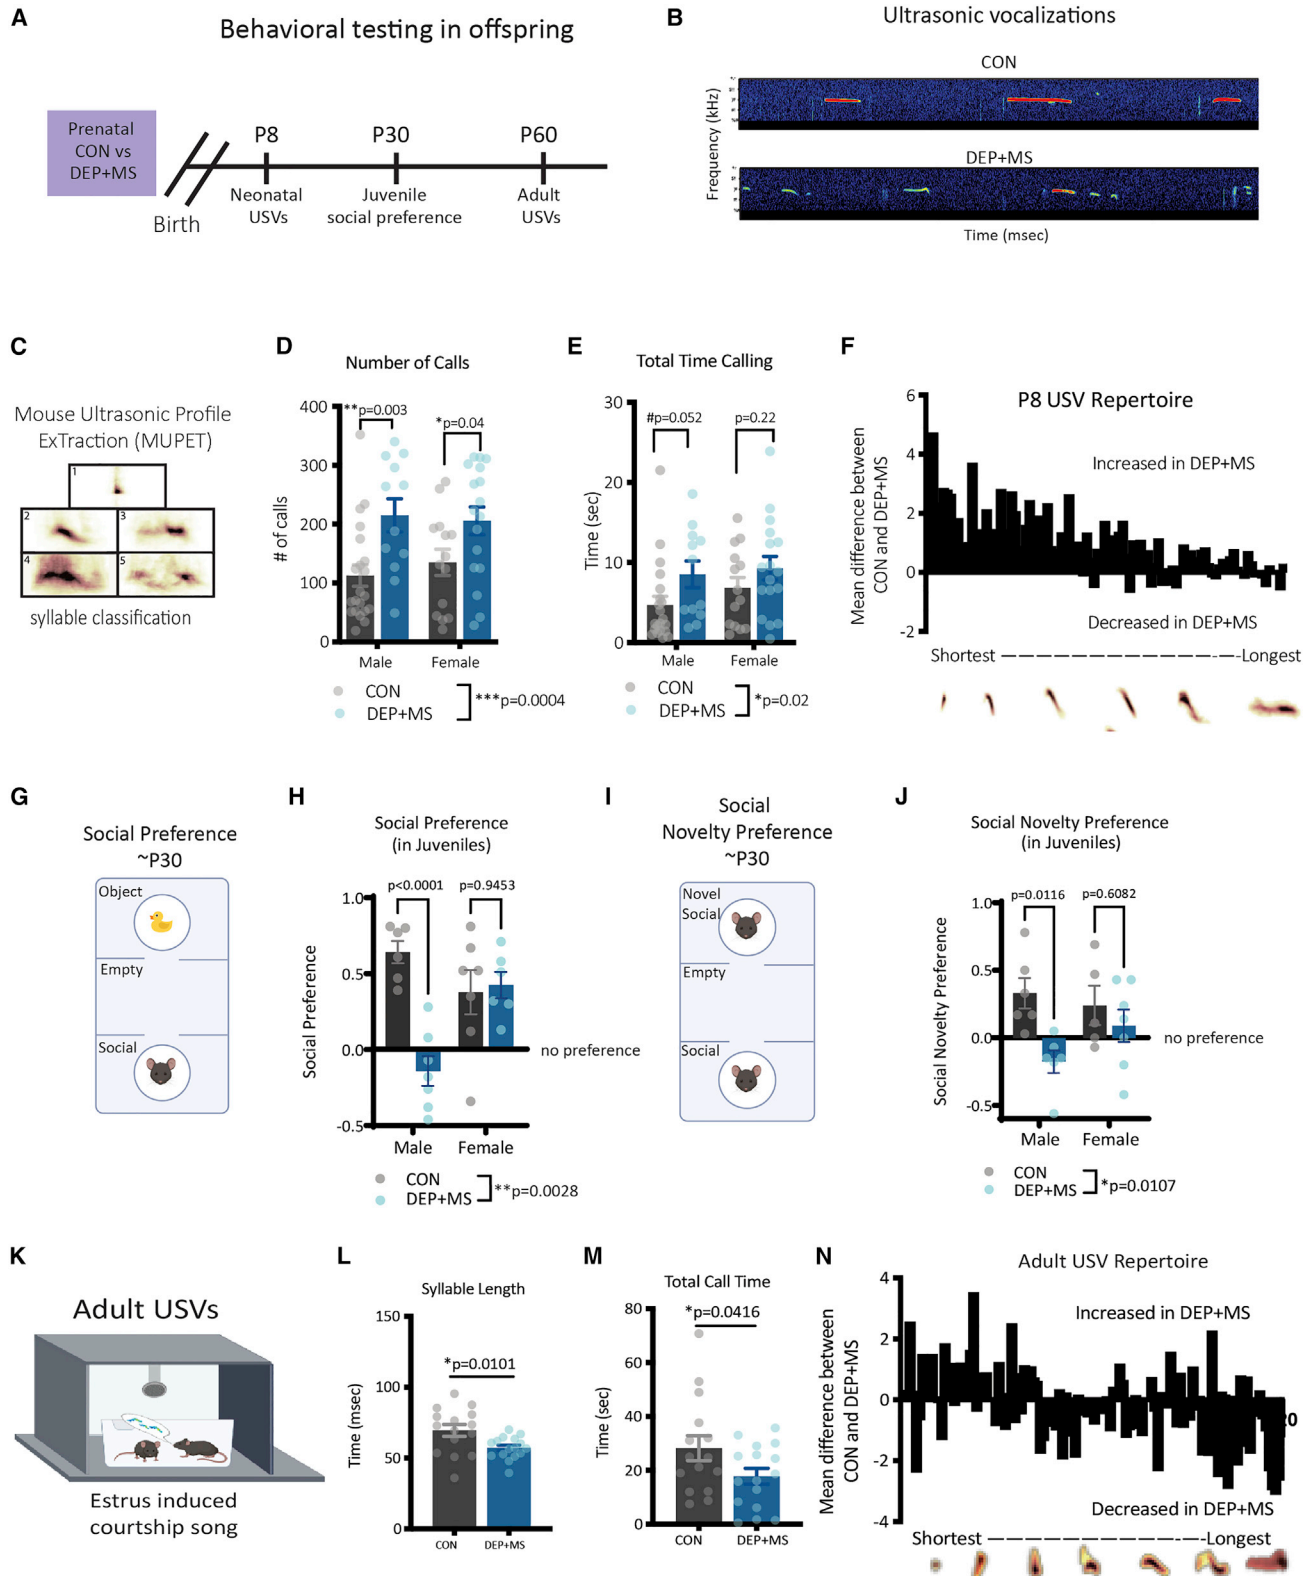 A
Behavioral testing in offspring
Prenatal
CON vs
DEP+MS
Birth
P8
P30
P60
Neonatal
USVs
Juvenile
social preference
Adult
USVs
B
Ultrasonic vocalizations
CON
DEP+MS
Frequency (kHz)
Time (msec)
C
Mouse Ultrasonic Profile
ExTraction (MUPET)
1
2
3
4
5
syllable classification
D
Number of Calls
# of calls
400
300
200
100
0
**p=0.003
*p=0.04
Male
Female
CON
DEP+MS
***p=0.0004
E
Total Time Calling
Time (sec)
30
20
10
0
#p=0.052
p=0.22
Male
Female
CON
DEP+MS
*p=0.02
F
P8 USV Repertoire
Mean difference between
CON and DEP+MS
6
4
2
0
-2
Increased in DEP+MS
Decreased in DEP+MS
Shortest
Longest
G
Social Preference
~P30
Object
Empty
Social
H
Social Preference
(in Juveniles)
Social Preference
1.0
0.5
0.0
-0.5
p<0.0001
p=0.9453
no preference
Male
Female
CON
DEP+MS
**p=0.0028
I
Social
Novelty Preference
~P30
Novel
Social
Empty
Social
J
Social Novelty Preference
(in Juveniles)
Social Novelty Preference
1.0
0.5
0.0
-0.5
p=0.0116
p=0.6082
no preference
Male
Female
CON
DEP+MS
*p=0.0107
K
Adult USVs
Estrus induced
courtship song
L
Syllable Length
Time (msec)
150
100
50
0
*p=0.0101
CON
DEP+MS
M
Total Call Time
Time (sec)
80
60
40
20
0
*p=0.0416
CON
DEP+MS
N
Adult USV Repertoire
Mean difference between
CON and DEP+MS
4
2
0
-2
-4
Increased in DEP+MS
20
Decreased in DEP+MS
Shortest
Longest